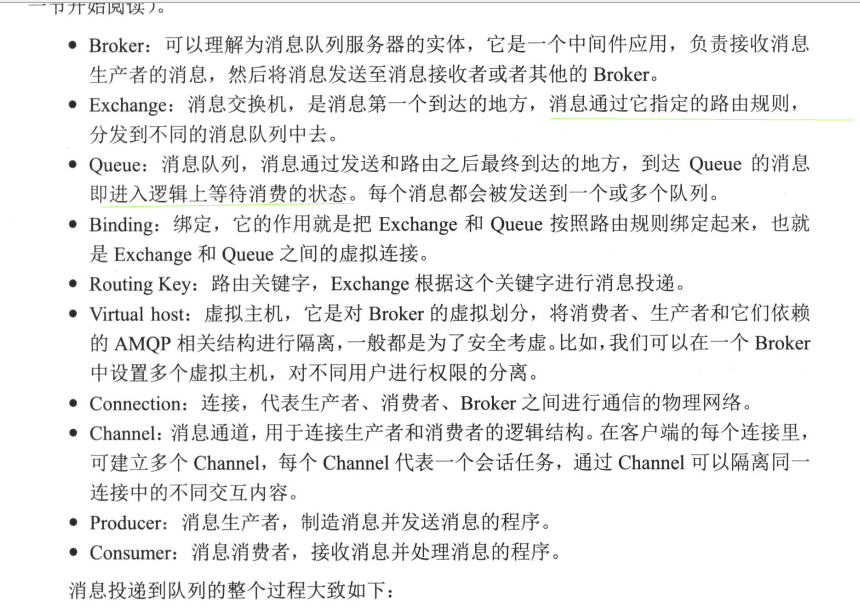 一节开始阅读)。
• Broker：可以理解为消息队列服务器的实体，它是一个中间件应用，负责接收消息
生产者的消息，然后将消息发送至消息接收者或者其他的 Broker。
• Exchange：消息交换机，是消息第一个到达的地方，消息通过它指定的路由规则，
分发到不同的消息队列中去。
• Queue：消息队列，消息通过发送和路由之后最终到达的地方，到达 Queue 的消息
即进入逻辑上等待消费的状态。每个消息都会被发送到一个或多个队列。
• Binding：绑定，它的作用就是把 Exchange 和 Queue 按照路由规则绑定起来，也就
是 Exchange 和 Queue 之间的虚拟连接。
• Routing Key：路由关键字，Exchange 根据这个关键字进行消息投递。
• Virtual host：虚拟主机，它是对 Broker 的虚拟划分，将消费者、生产者和它们依赖
的 AMQP 相关结构进行隔离，一般都是为了安全考虑。比如，我们可以在一个 Broker
中设置多个虚拟主机，对不同用户进行权限的分离。
• Connection：连接，代表生产者、消费者、Broker 之间进行通信的物理网络。
• Channel：消息通道，用于连接生产者和消费者的逻辑结构。在客户端的每个连接里，
可建立多个 Channel，每个 Channel 代表一个会话任务，通过 Channel 可以隔离同一
连接中的不同交互内容。
• Producer：消息生产者，制造消息并发送消息的程序。
• Consumer：消息消费者，接收消息并处理消息的程序。
消息投递到队列的整个过程大致如下：